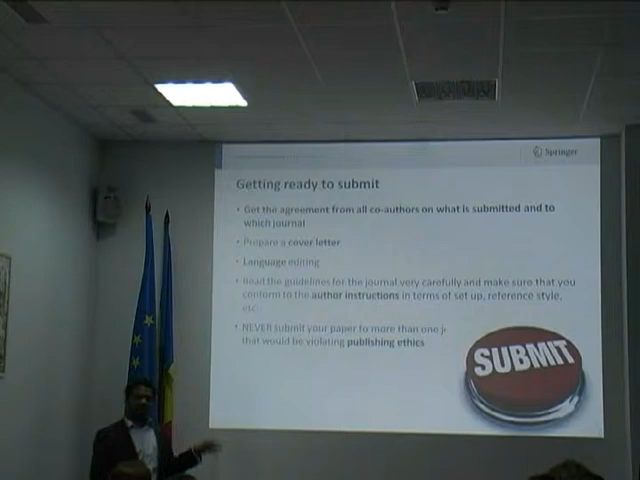 Springer
Getting ready to submit
• Get the agreement from all co-authors on what is submitted and to
which journal
• Prepare a cover letter
• Language editing
• Read the guidelines for the journal very carefully and make sure that you
conform to the author instructions in terms of set up, reference style,
etc.
• NEVER submit your paper to more than one j
that would be violating publishing ethics
SUBMIT